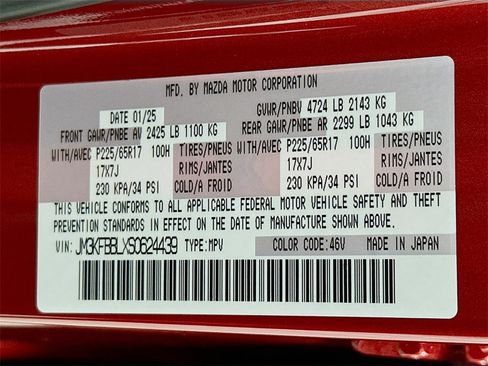 MFD. BY MAZDA MOTOR CORPORATION
DATE 01/25 GVWR/PNBV 4724 LB 2143 KG
FRONT GAWR/PNBE AV 2425 LB 1100 KG REAR GAWR/PNBE AR 2299 LB 1043 KG
WITH/AVEC P225/65R17 100H TIRES/PNEUS WITH/AVEC P225/65R17 100H TIRES/PNEUS
17X7J RIMS/JANTES 17X7J RIMS/JANTES
230 KPA/34 PSI COLD/A FROID 230 KPA/34 PSI COLD/A FROID
THIS VEHICLE CONFORMS TO ALL APPLICABLE FEDERAL MOTOR VEHICLE SAFETY AND THEFT
PREVENTION STANDARDS IN EFFECT ON THE DATE OF MANUFACTURE SHOWN ABOVE.
JM3KFBBLXS0624439 TYPE:MPV COLOR CODE:46V MADE IN JAPAN